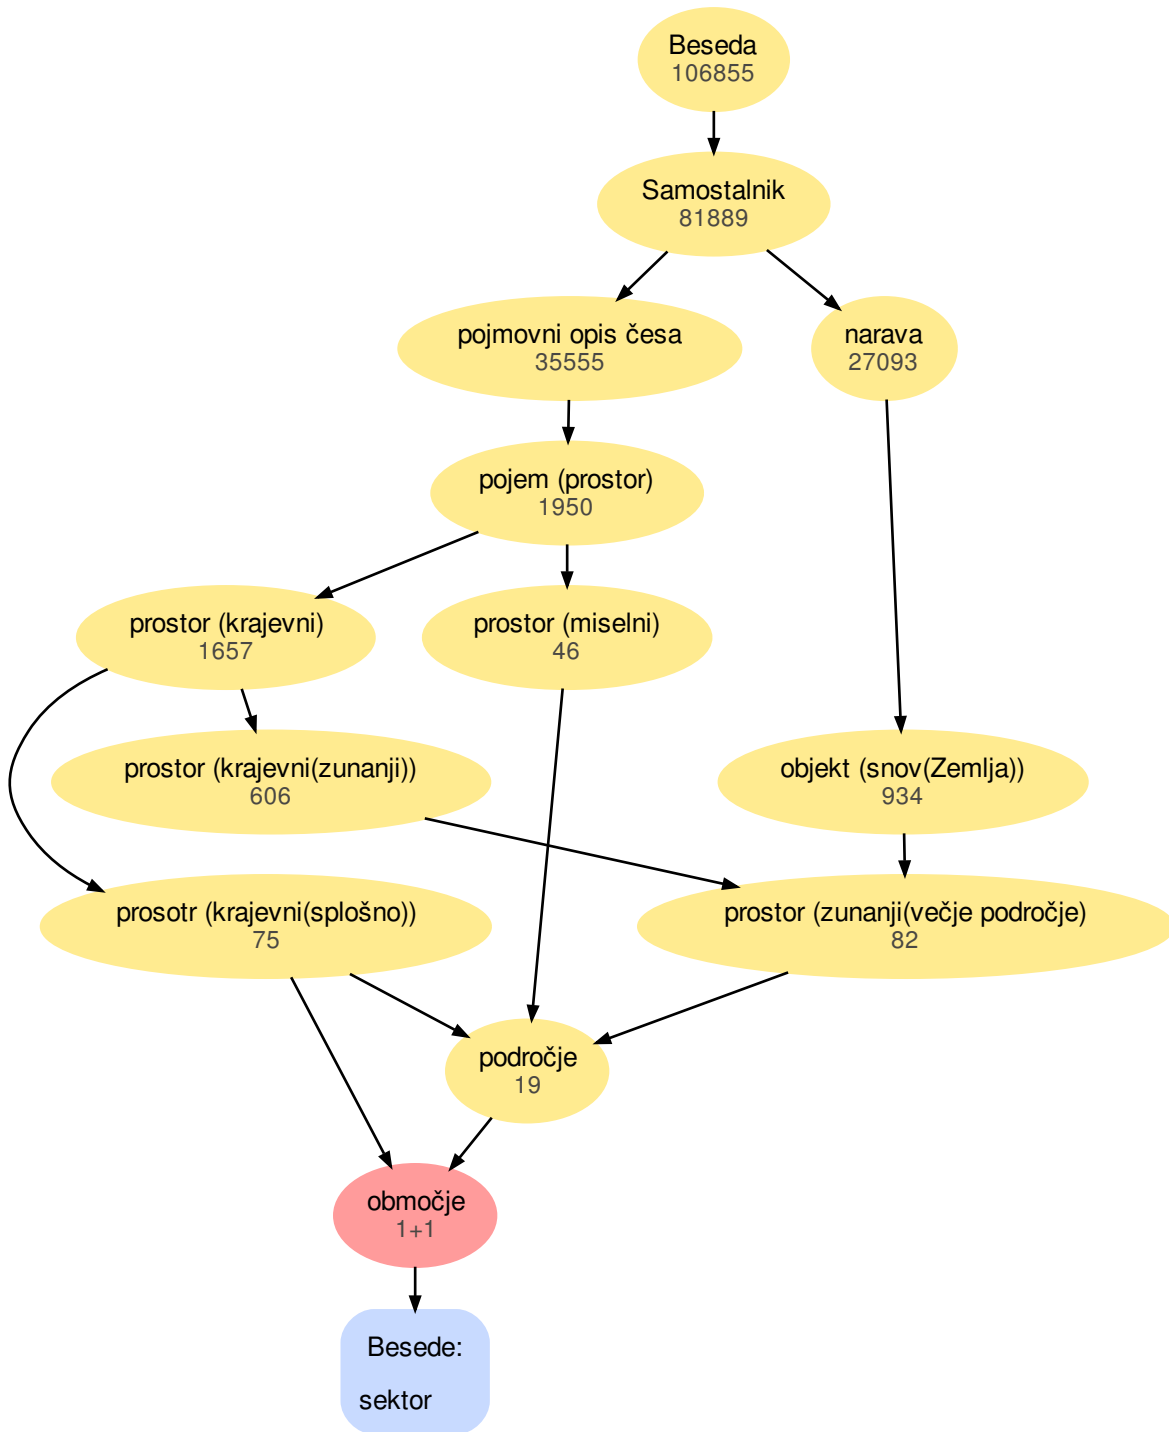 Beseda
106855
Samostalnik
81889
pojmovni opis česa
35555
narava
27093
pojem (prostor)
1950
prostor (krajevni)
1657
prostor (miselni)
46
prostor (krajevni(zunanji))
606
objekt (snov(Zemlja))
934
prosotr (krajevni(splošno))
75
prostor (zunanji(večje področje)
82
področje
19
območje
1+1
Besede:
sektor